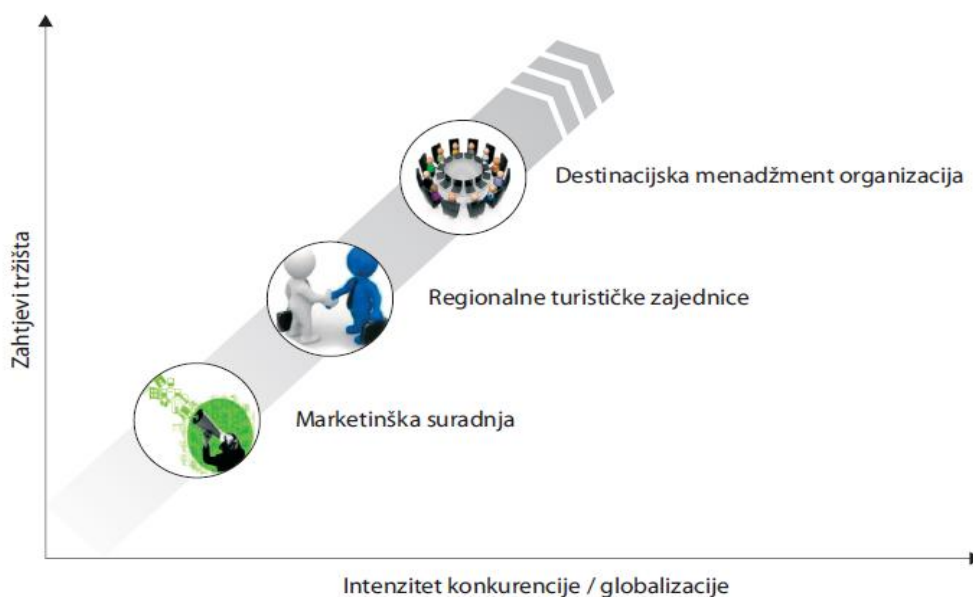 Zahtjevi tržišta
Destinacijska menadžment organizacija
Regionalne turističke zajednice
Marketinška suradnja
Intenzitet konkurencije / globalizacije